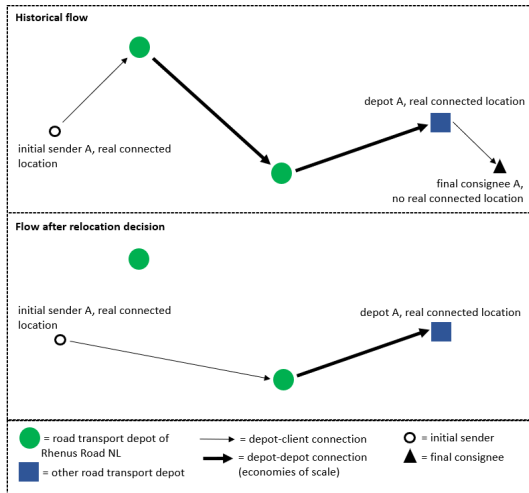 Historical flow
depot A, real connected location
initial sender A, real connected
location
final consignee A,
no real connected location
Flow after relocation decision
initial sender A, real connected
location
depot A, real connected location
= road transport depot of
Rhenus Road NL
= depot-client connection
= initial sender
= other road transport depot
= depot-depot connection
(economies of scale)
= final consignee